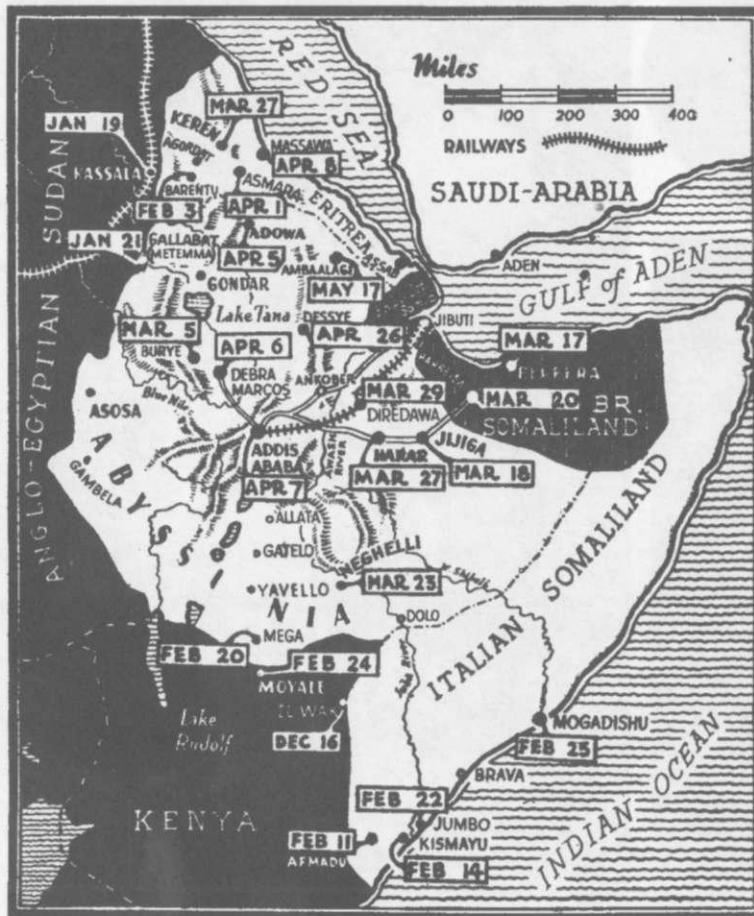 RED SEA
Miles
0 100 200 300 400
RAILWAYS
SAUDI-ARABIA
MAR 27
KEREN
JAN 19
AGORDAT
MASSAWA
APR 8
KASSALA
ASMARA
BARENTU
FEB 3
APR 1
ERITREA
ADOWA
JAN 21
GALLABAT
METEMMA
APR 5
AMBA ALAGI
ASSAB
ADEN
GONDAR
MAY 17
GULF of ADEN
Lake Tana
DESSYE
JIBUTI
MAR 5
APR 26
MAR 17
BURYE
APR 6
BERBERA
DEBRA
MARCOS
ANKOBER
MAR 29
MAR 20
ASOSA
Blue Nile
DIREDAWA
BR.
SOMALILAND
ADDIS
ABABA
AWASH
RIVER
HARAR
JIJIGA
GAMBELA
APR 7
MAR 27
MAR 18
ANGLO-EGYPTIAN SUDAN
ABYSSINIA
ALLATA
GATELO
NEGHELLI
YAVELLO
MAR 23
DOLO
ITALIAN SOMALILAND
MEGA
FEB 20
FEB 24
MOYALE
EL WAK
Juba River
Lake
Rudolf
DEC 16
MOGADISHU
FEB 25
BRAVA
FEB 22
KENYA
JUMBO
FEB 11
KISMAYU
AFMADU
FEB 14
INDIAN OCEAN